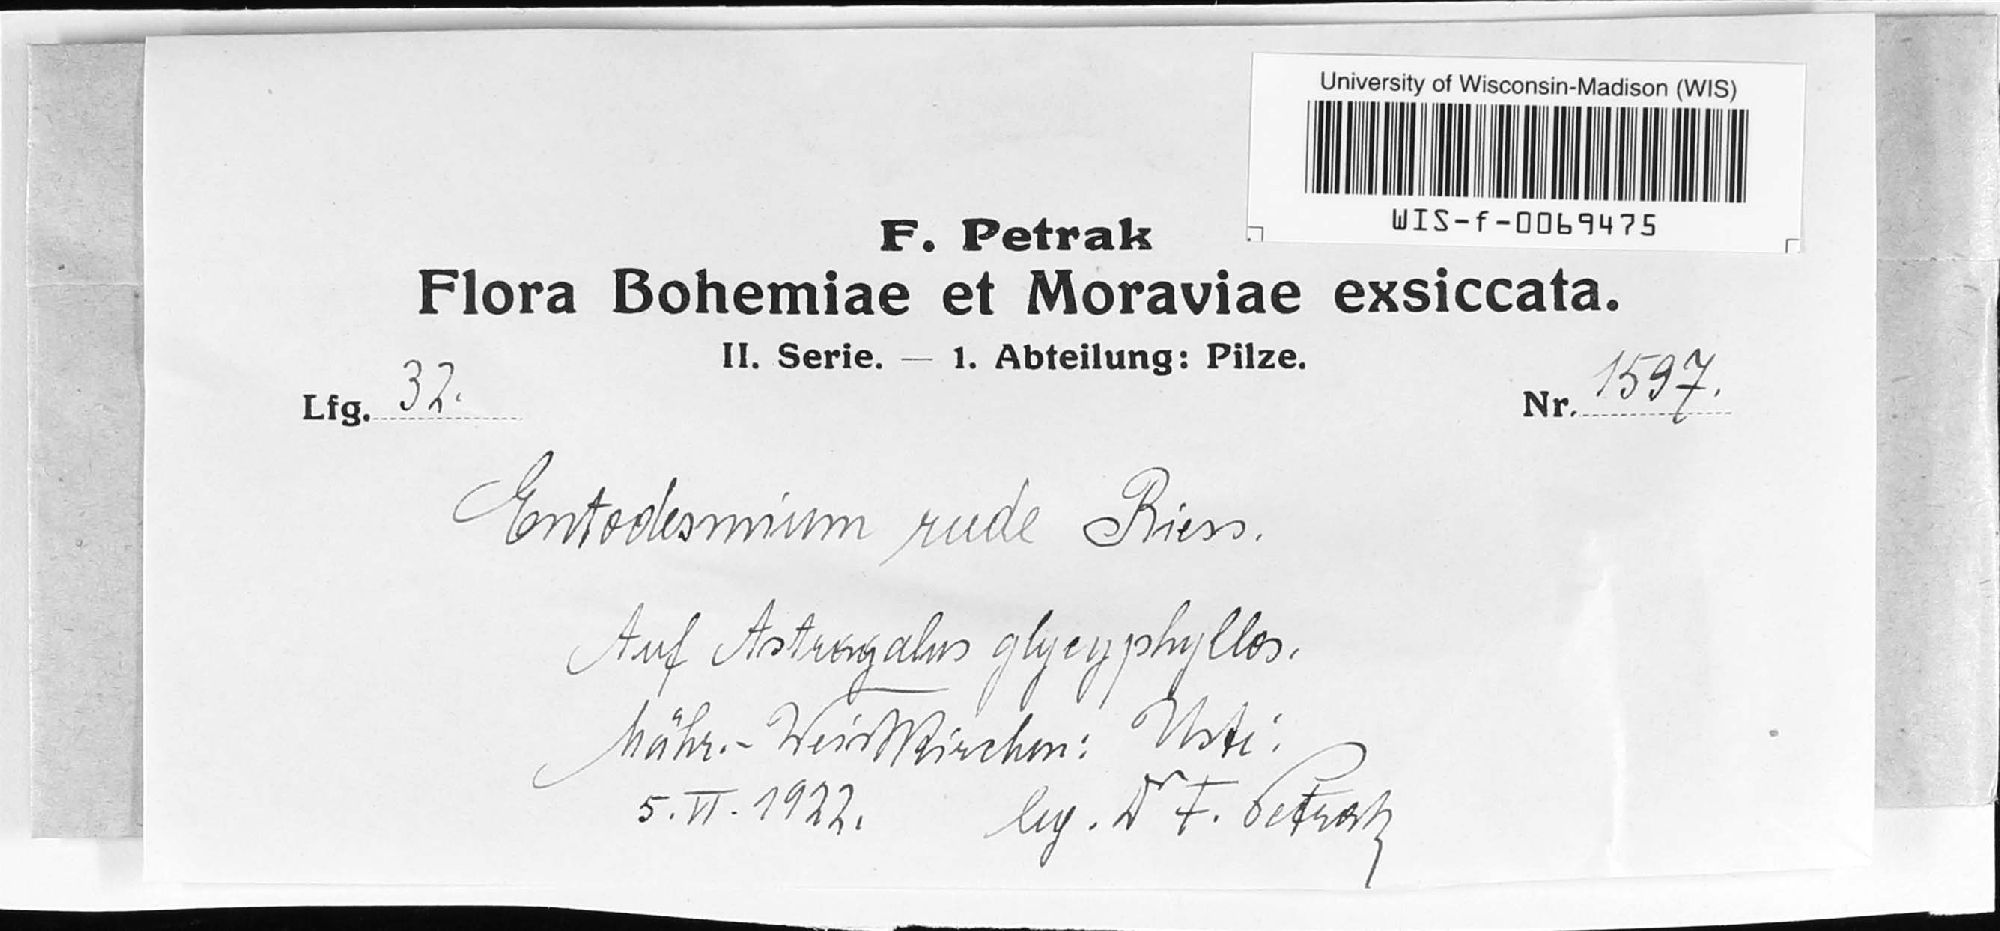 University of Wisconsin-Madison (WIS)
WIS-f-0069475
F. Petrak
Flora Bohemiae et Moraviae exsiccata.
II. Serie. — 1. Abteilung: Pilze.
Lfg. 32.
Nr. 1597.
Entodesmium rude Riess.
Auf Astragalus glycyphyllos.
Mähr.-Weisskirchen: Usti.
5.VI.1922. leg. Dr F. Petrak